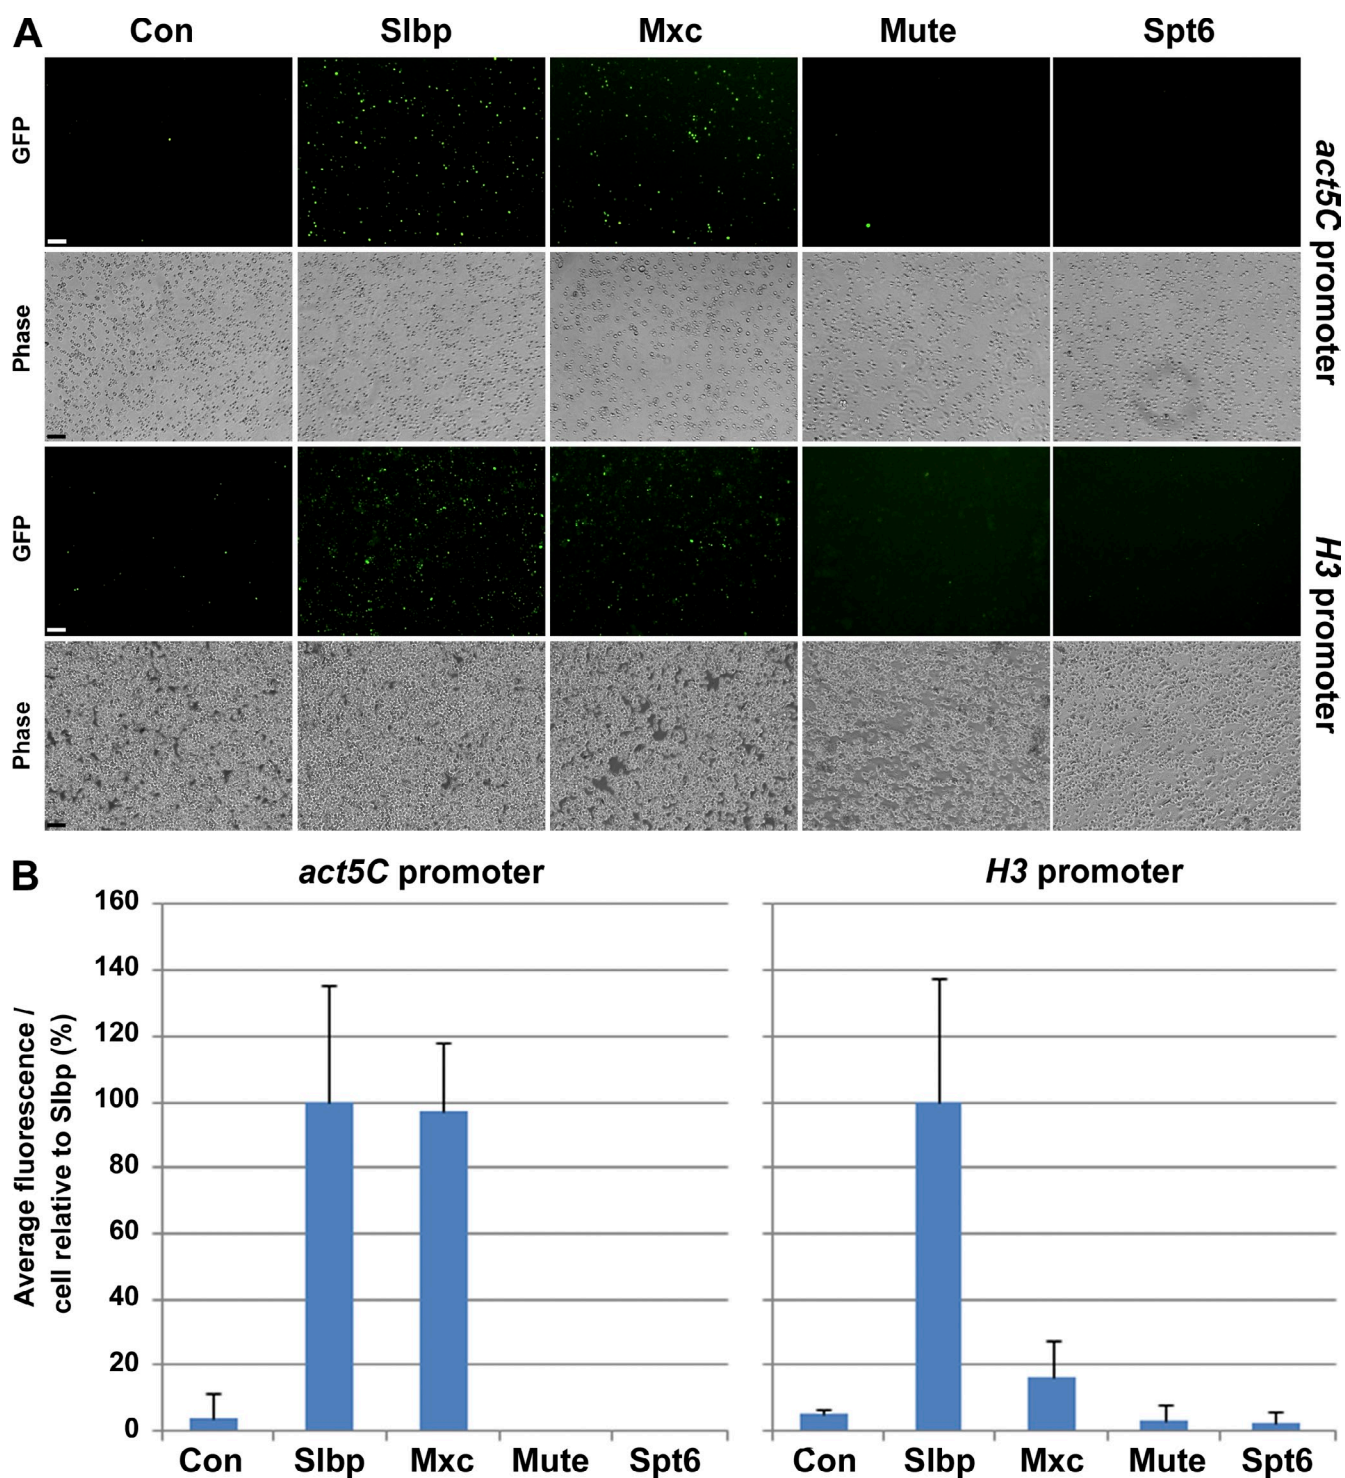 A
Con Slbp Mxc Mute Spt6
GFP
Phase
act5C promoter
GFP
Phase
H3 promoter
B
act5C promoter
H3 promoter
Average fluorescence /
cell relative to Slbp (%)
160
140
120
100
80
60
40
20
0
Con Slbp Mxc Mute Spt6
Con Slbp Mxc Mute Spt6